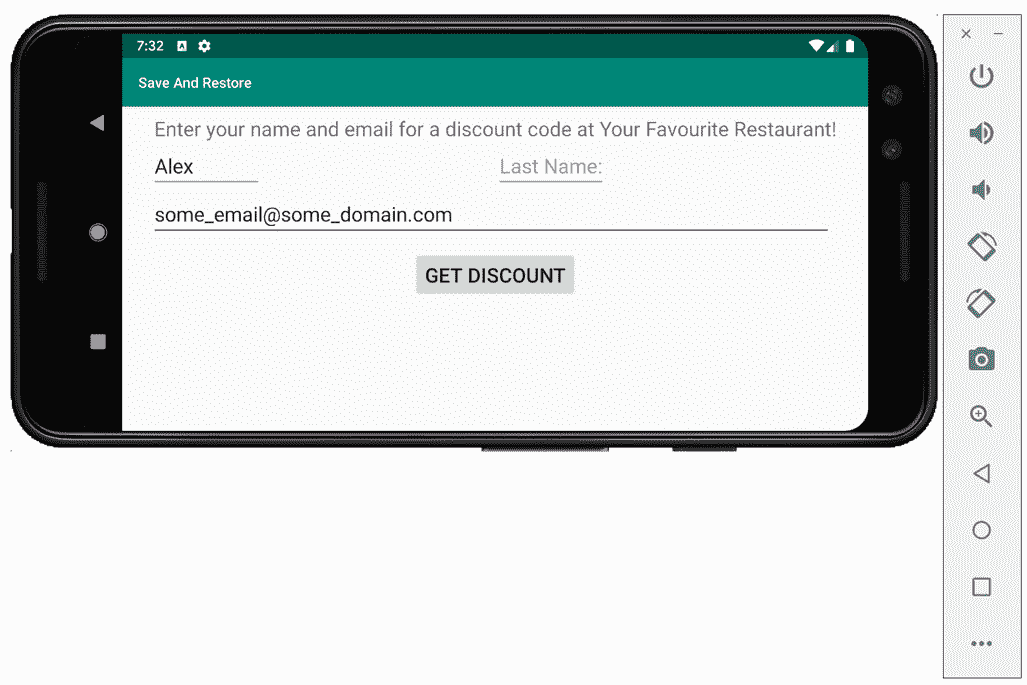 7:32
Save And Restore
Enter your name and email for a discount code at Your Favourite Restaurant!
Alex Last Name:
some_email@some_domain.com
GET DISCOUNT